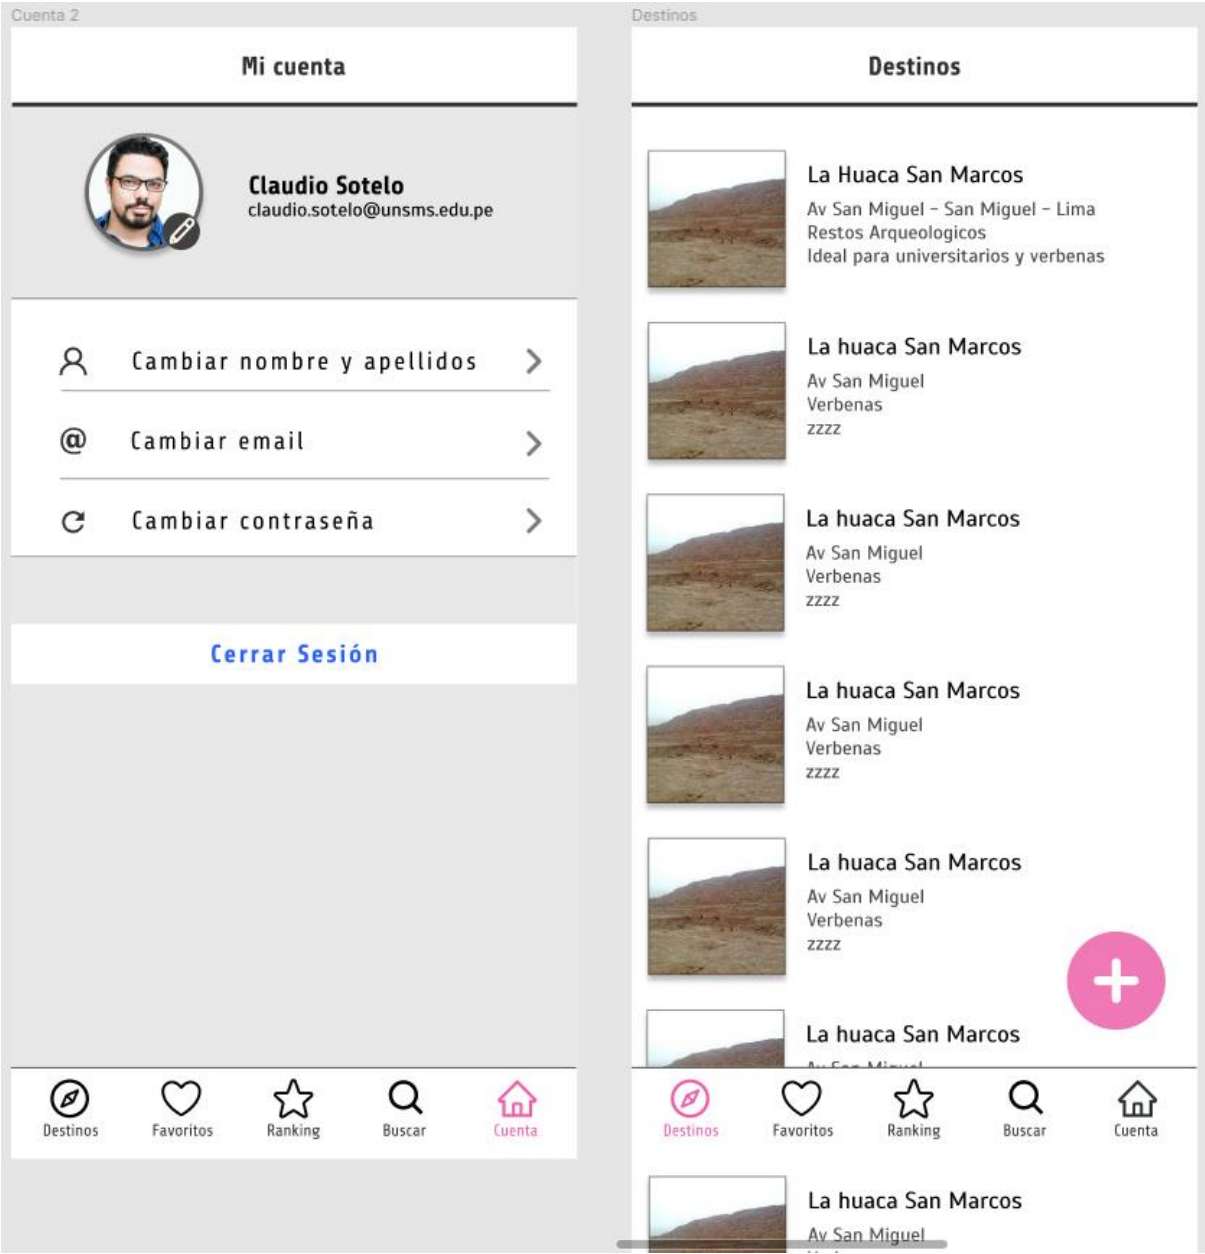 Cuenta 2
Mi cuenta
Claudio Sotelo
claudio.sotelo@unsms.edu.pe
Cambiar nombre y apellidos
@
Cambiar email
Cambiar contraseña
Cerrar Sesión
Destinos
Favoritos
Ranking
Buscar
Cuenta
Destinos
Destinos
La Huaca San Marcos
Av San Miguel - San Miguel - Lima
Restos Arqueologicos
Ideal para universitarios y verbenas
La huaca San Marcos
Av San Miguel
Verbenas
zzzz
La huaca San Marcos
Av San Miguel
Verbenas
zzzz
La huaca San Marcos
Av San Miguel
Verbenas
zzzz
La huaca San Marcos
Av San Miguel
Verbenas
zzzz
La huaca San Marcos
Av San Miguel
Destinos
Favoritos
Ranking
Buscar
Cuenta
La huaca San Marcos
Av San Miguel